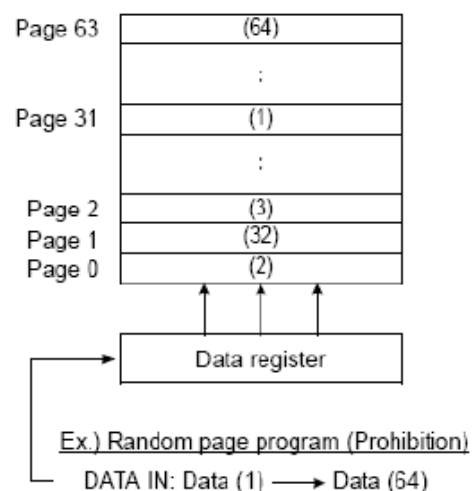 Page 63 (64)
:
Page 31 (1)
:
Page 2 (3)
Page 1 (32)
Page 0 (2)
Data register
Ex.) Random page program (Prohibition)
DATA IN: Data (1) → Data (64)